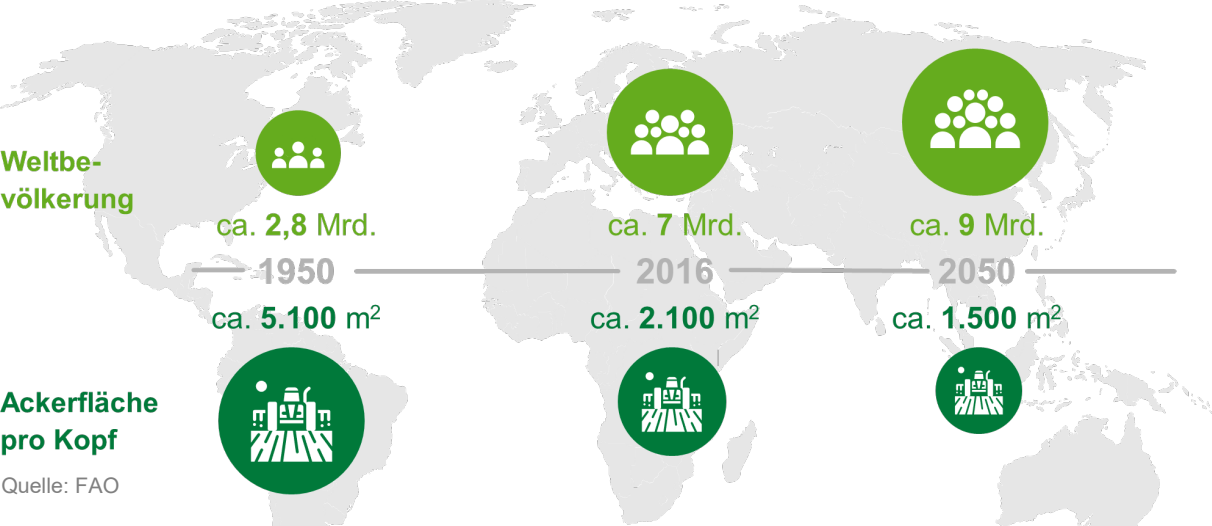 Weltbe-
völkerung
ca. 2,8 Mrd.
ca. 7 Mrd.
ca. 9 Mrd.
1950
2016
2050
ca. 5.100 m²
ca. 2.100 m²
ca. 1.500 m²
Ackerfläche
pro Kopf
Quelle: FAO